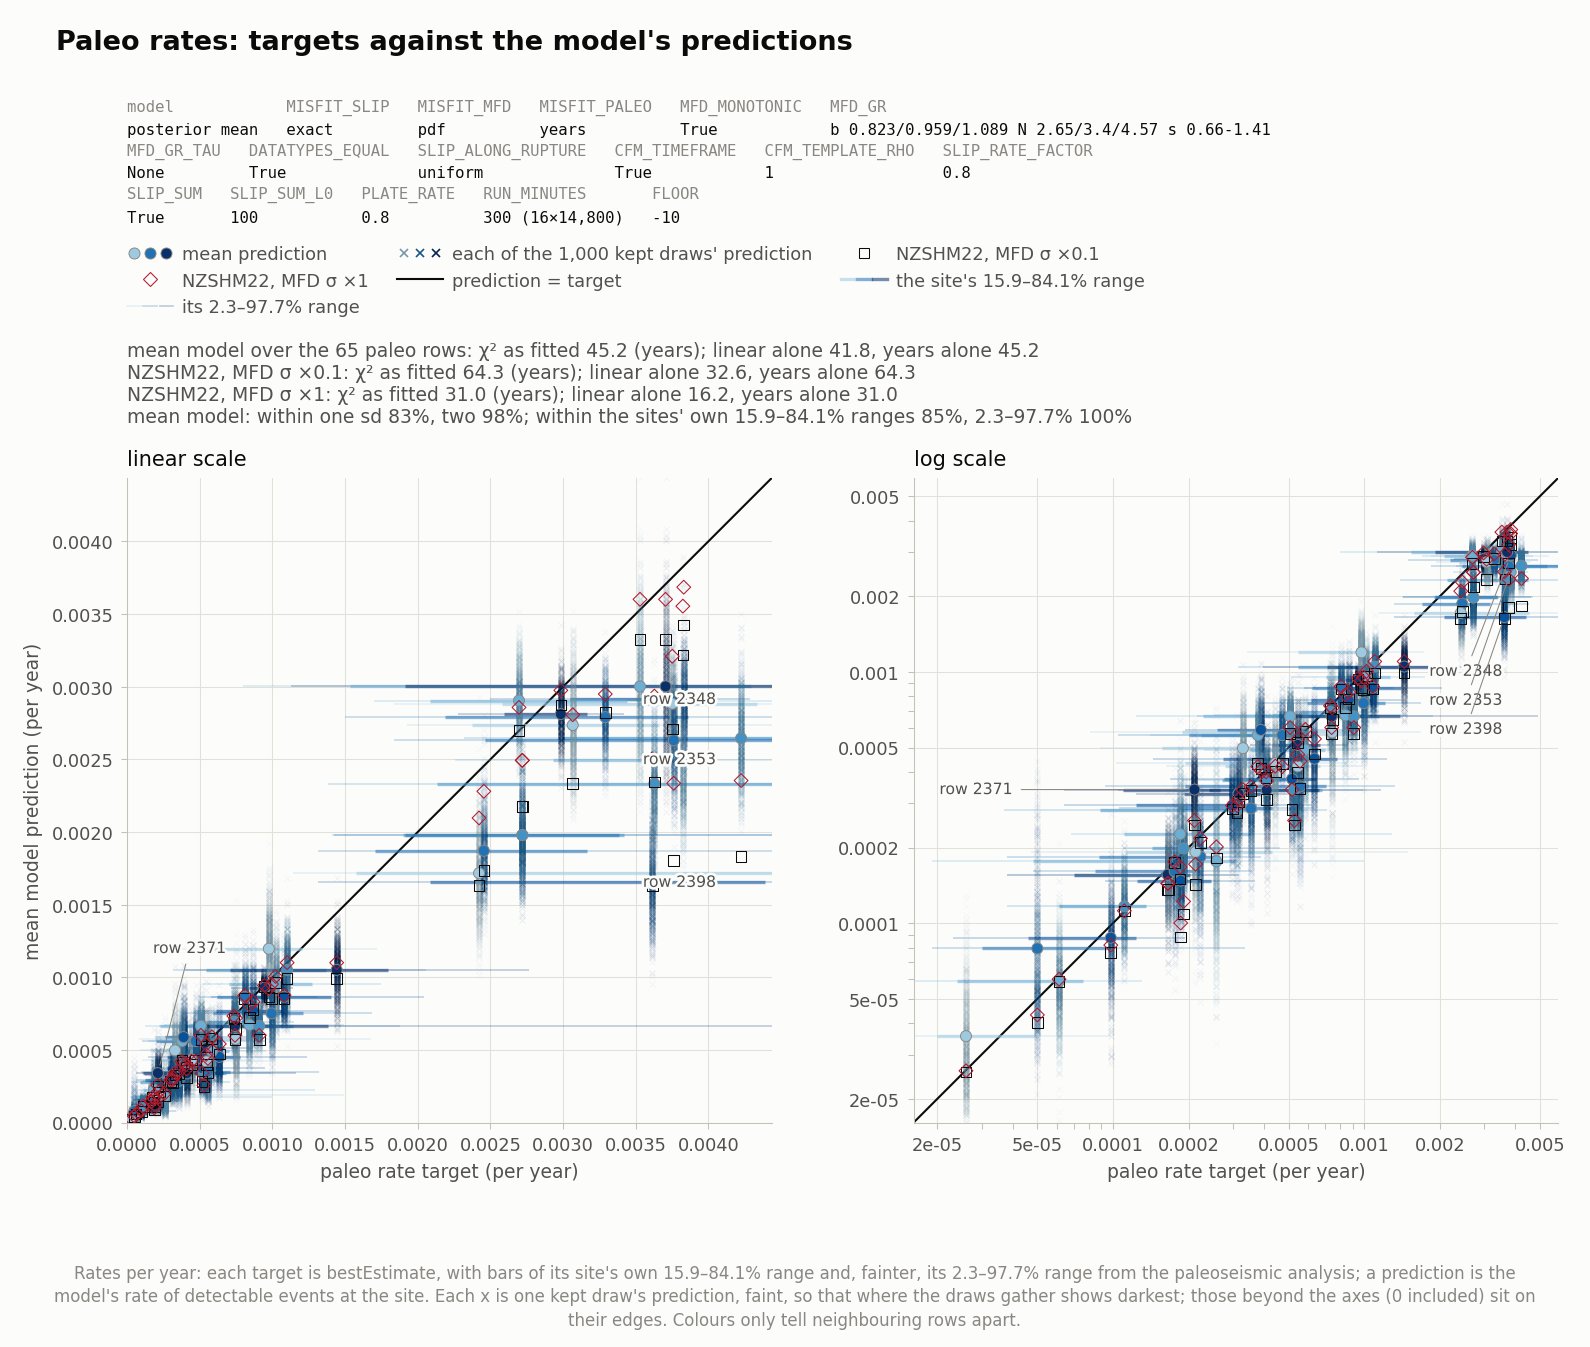 Paleo rates: targets against the model's predictions
model MISFIT_SLIP MISFIT_MFD MISFIT_PALEO MFD_MONOTONIC MFD_GR
posterior mean exact pdf years True b 0.823/0.959/1.089 N 2.65/3.4/4.57 s 0.66-1.41
MFD_GR_TAU DATATYPES_EQUAL SLIP_ALONG_RUPTURE CFM_TIMEFRAME CFM_TEMPLATE_RHO SLIP_RATE_FACTOR
None True uniform True 1 0.8
SLIP_SUM SLIP_SUM_L0 PLATE_RATE RUN_MINUTES FLOOR
True 100 0.8 300 (16×14,800) -10
mean prediction
each of the 1,000 kept draws' prediction
NZSHM22, MFD σ ×0.1
NZSHM22, MFD σ ×1
prediction = target
the site's 15.9–84.1% range
its 2.3–97.7% range
mean model over the 65 paleo rows: χ² as fitted 45.2 (years); linear alone 41.8, years alone 45.2
NZSHM22, MFD σ ×0.1: χ² as fitted 64.3 (years); linear alone 32.6, years alone 64.3
NZSHM22, MFD σ ×1: χ² as fitted 31.0 (years); linear alone 16.2, years alone 31.0
mean model: within one sd 83%, two 98%; within the sites' own 15.9–84.1% ranges 85%, 2.3–97.7% 100%
linear scale
mean model prediction (per year)
0.0040
0.0035
0.0030
0.0025
0.0020
0.0015
0.0010
0.0005
0.0000
row 2348
row 2353
row 2398
row 2371
0.0000 0.0005 0.0010 0.0015 0.0020 0.0025 0.0030 0.0035 0.0040
paleo rate target (per year)
log scale
0.005
0.002
0.001
0.0005
0.0002
0.0001
5e-05
2e-05
row 2348
row 2353
row 2398
row 2371
2e-05 5e-05 0.0001 0.0002 0.0005 0.001 0.002 0.005
paleo rate target (per year)
Rates per year: each target is bestEstimate, with bars of its site's own 15.9–84.1% range and, fainter, its 2.3–97.7% range from the paleoseismic analysis; a prediction is the
model's rate of detectable events at the site. Each x is one kept draw's prediction, faint, so that where the draws gather shows darkest; those beyond the axes (0 included) sit on
their edges. Colours only tell neighbouring rows apart.